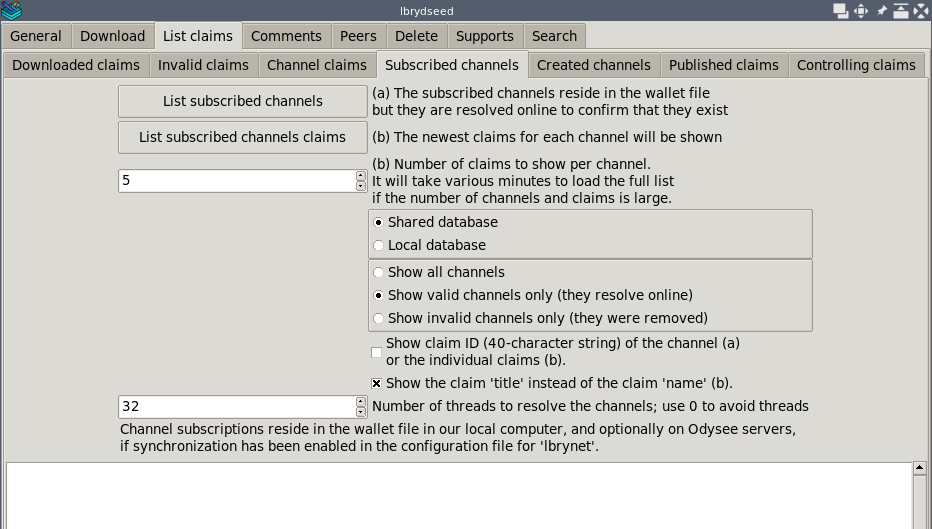 lbrydseed
General Download List claims Comments Peers Delete Supports Search
Downloaded claims Invalid claims Channel claims Subscribed channels Created channels Published claims Controlling claims
List subscribed channels
(a) The subscribed channels reside in the wallet file
but they are resolved online to confirm that they exist
List subscribed channels claims
(b) The newest claims for each channel will be shown
5
(b) Number of claims to show per channel.
It will take various minutes to load the full list
if the number of channels and claims is large.
Shared database
Local database
Show all channels
Show valid channels only (they resolve online)
Show invalid channels only (they were removed)
Show claim ID (40-character string) of the channel (a)
or the individual claims (b).
Show the claim 'title' instead of the claim 'name' (b).
32
Number of threads to resolve the channels; use 0 to avoid threads
Channel subscriptions reside in the wallet file in our local computer, and optionally on Odysee servers,
if synchronization has been enabled in the configuration file for 'lbrynet'.